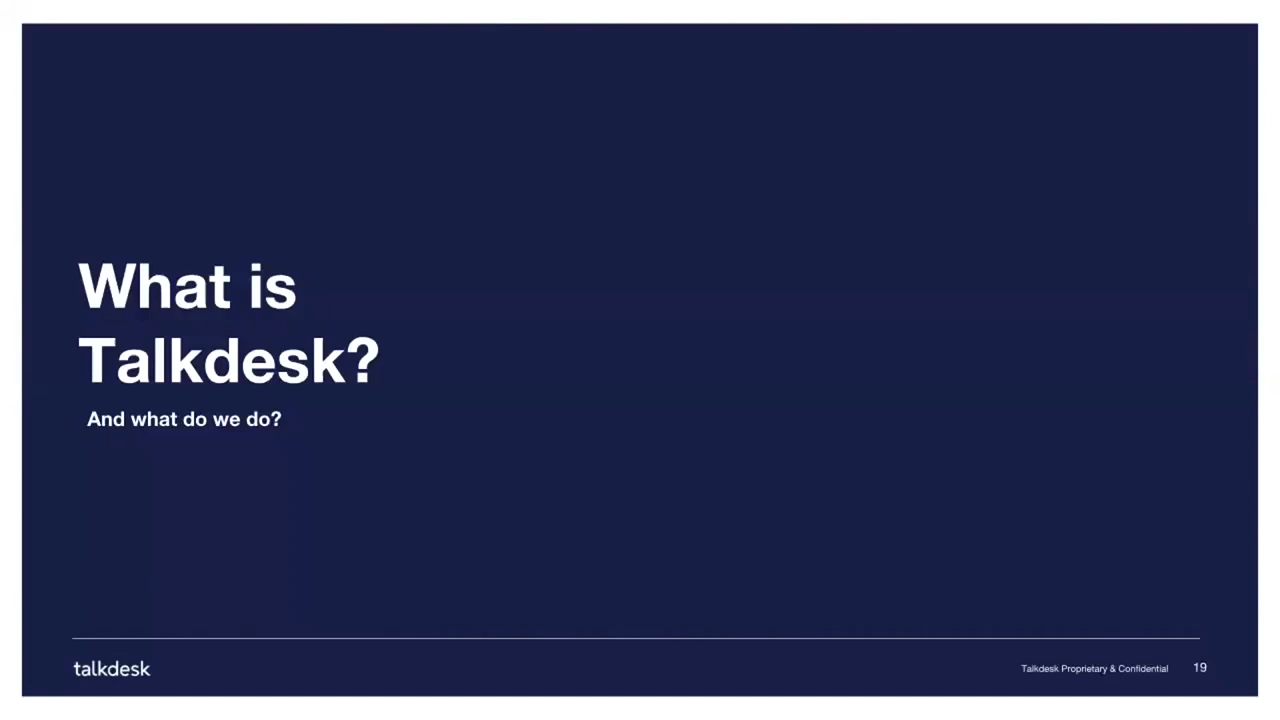 What is
Talkdesk?
And what do we do?
talkdesk
Talkdesk Proprietary & Confidential
19